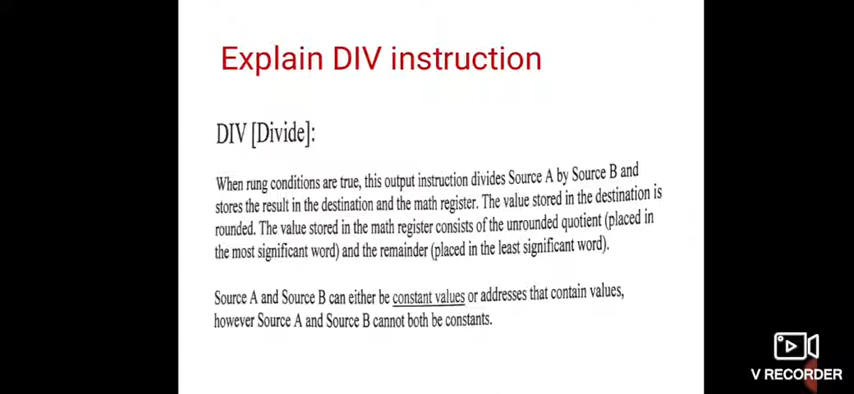 Explain DIV instruction
DIV [Divide]:
When rung conditions are true, this output instruction divides Source A by Source B and
stores the result in the destination and the math register. The value stored in the destination is
rounded. The value stored in the math register consists of the unrounded quotient (placed in
the most significant word) and the remainder (placed in the least significant word).
Source A and Source B can either be constant values or addresses that contain values,
however Source A and Source B cannot both be constants.
V RECORDER